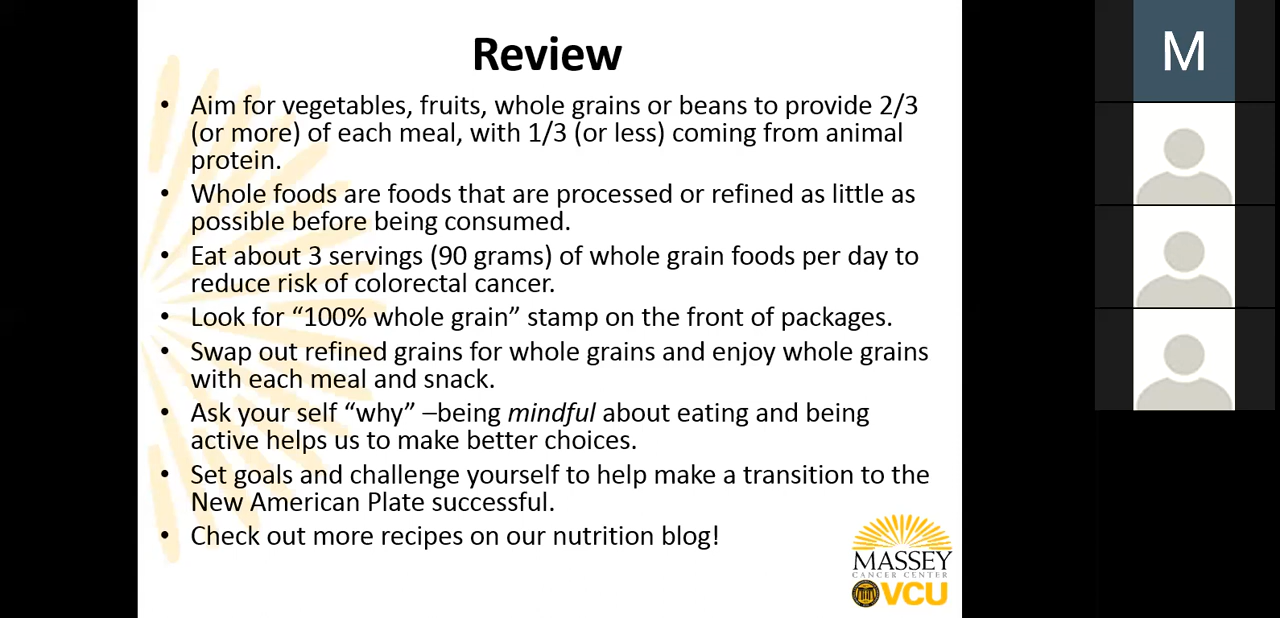 Review
• Aim for vegetables, fruits, whole grains or beans to provide 2/3
(or more) of each meal, with 1/3 (or less) coming from animal
protein.
• Whole foods are foods that are processed or refined as little as
possible before being consumed.
• Eat about 3 servings (90 grams) of whole grain foods per day to
reduce risk of colorectal cancer.
• Look for “100% whole grain” stamp on the front of packages.
• Swap out refined grains for whole grains and enjoy whole grains
with each meal and snack.
• Ask your self “why” –being mindful about eating and being
active helps us to make better choices.
• Set goals and challenge yourself to help make a transition to the
New American Plate successful.
• Check out more recipes on our nutrition blog!
MASSEY
CANCER CENTER
VCU
M